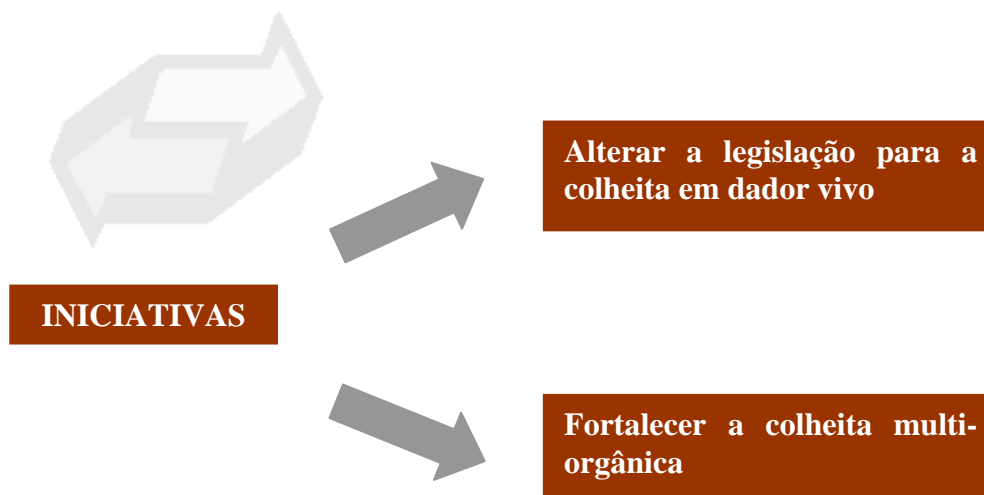 Alterar a legislação para a
colheita em dador vivo
INICIATIVAS
Fortalecer a colheita multi-
orgânica